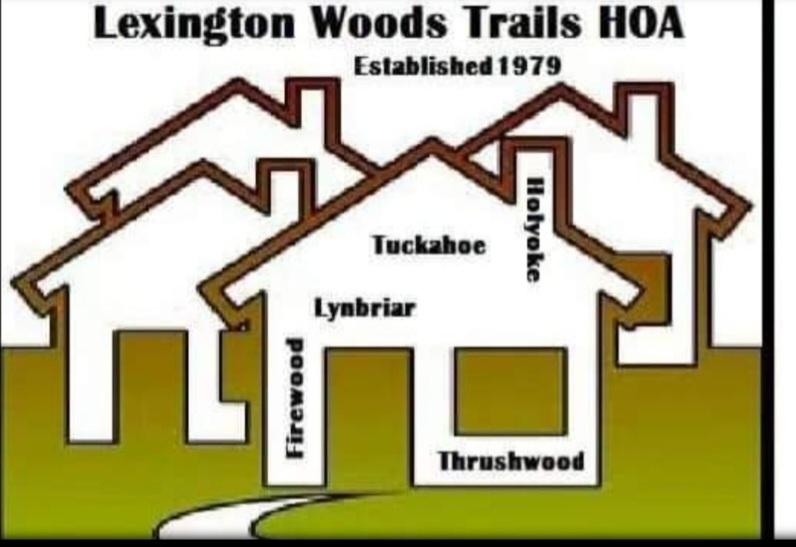 Lexington Woods Trails HOA
Established 1979
Holyoke
Tuckahoe
Lynbriar
Firewood
Thrushwood